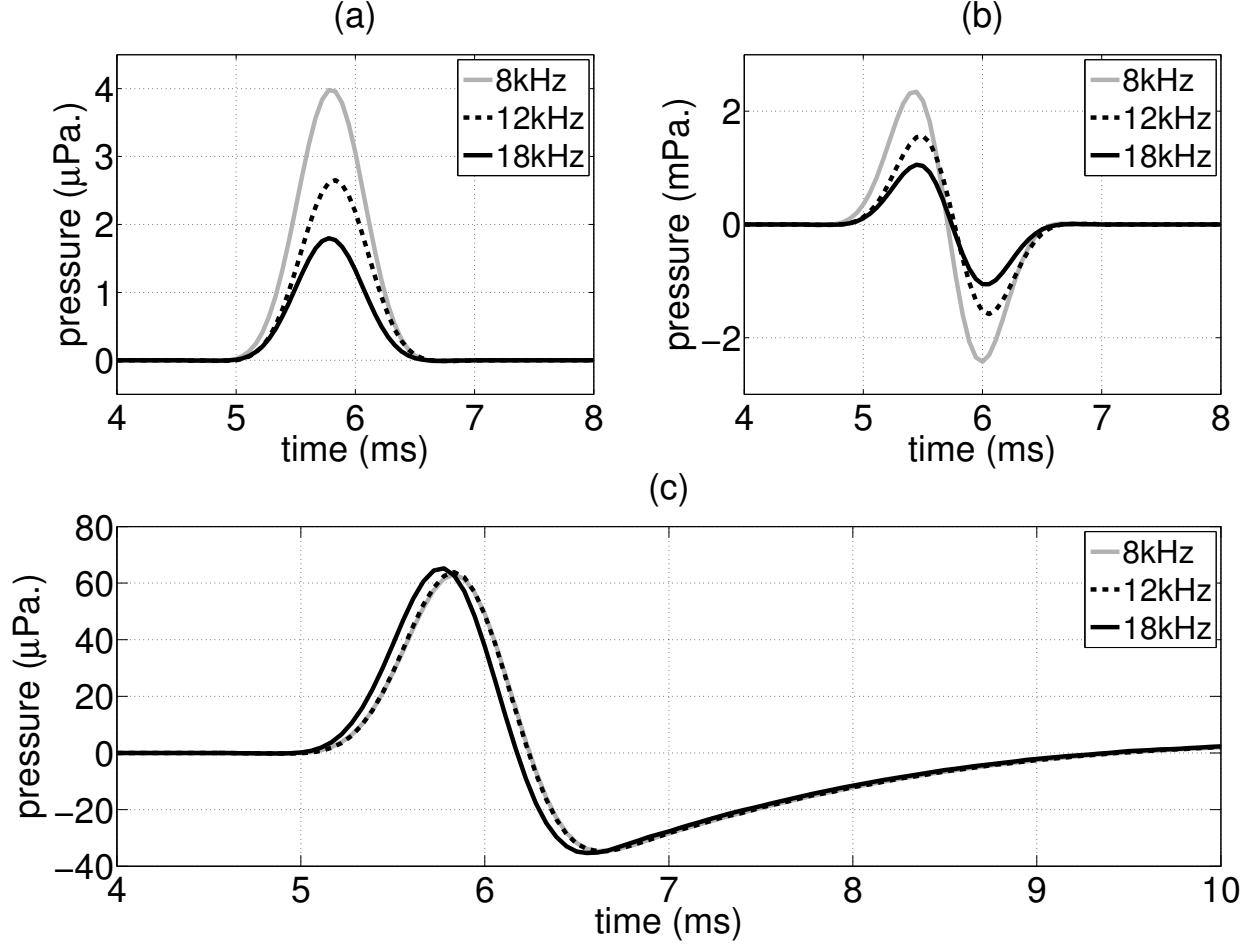 (a)
pressure (μPa.)
4
3
2
1
0
4 5 6 7 8
time (ms)
8kHz
12kHz
18kHz
(b)
pressure (mPa.)
2
0
−2
4 5 6 7 8
time (ms)
8kHz
12kHz
18kHz
(c)
pressure (μPa.)
80
60
40
20
0
−20
−40
4 5 6 7 8 9 10
time (ms)
8kHz
12kHz
18kHz